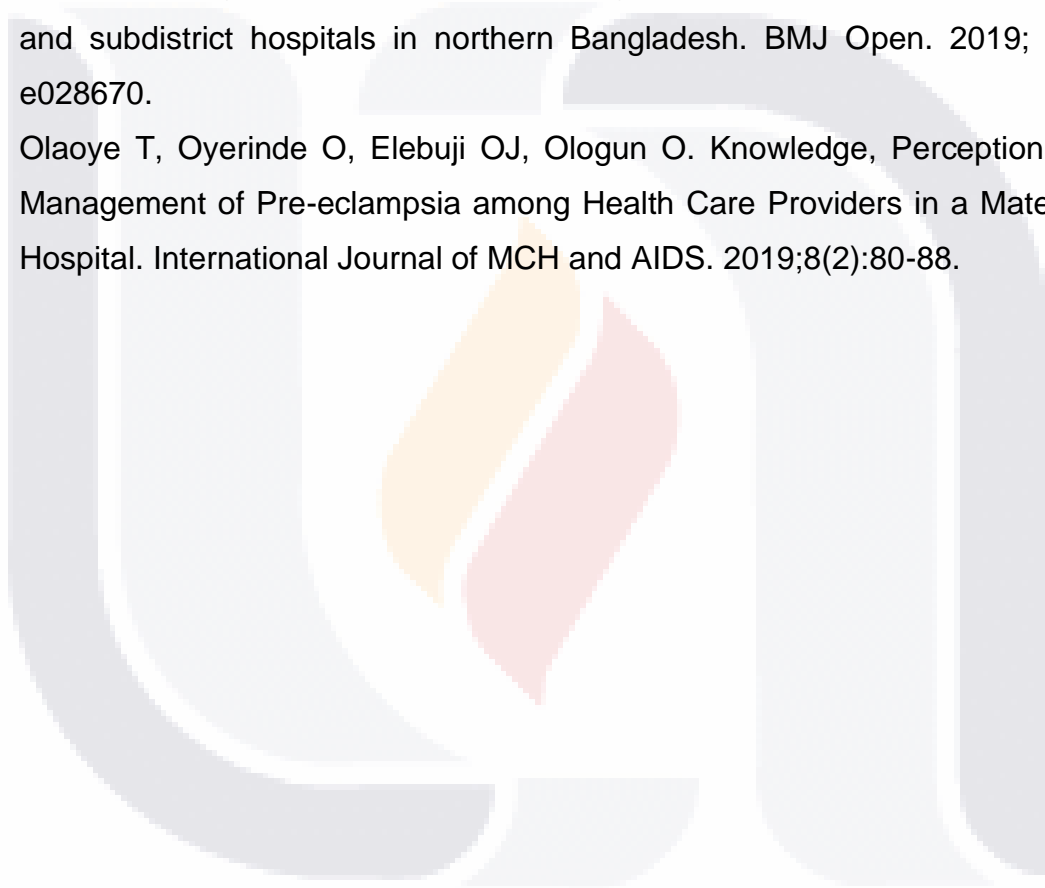 and subdistrict hospitals in northern Bangladesh. BMJ Open. 2019;
e028670.
Olaoye T, Oyerinde O, Elebuji OJ, Ologun O. Knowledge, Perception
Management of Pre-eclampsia among Health Care Providers in a Mate
Hospital. International Journal of MCH and AIDS. 2019;8(2):80-88.